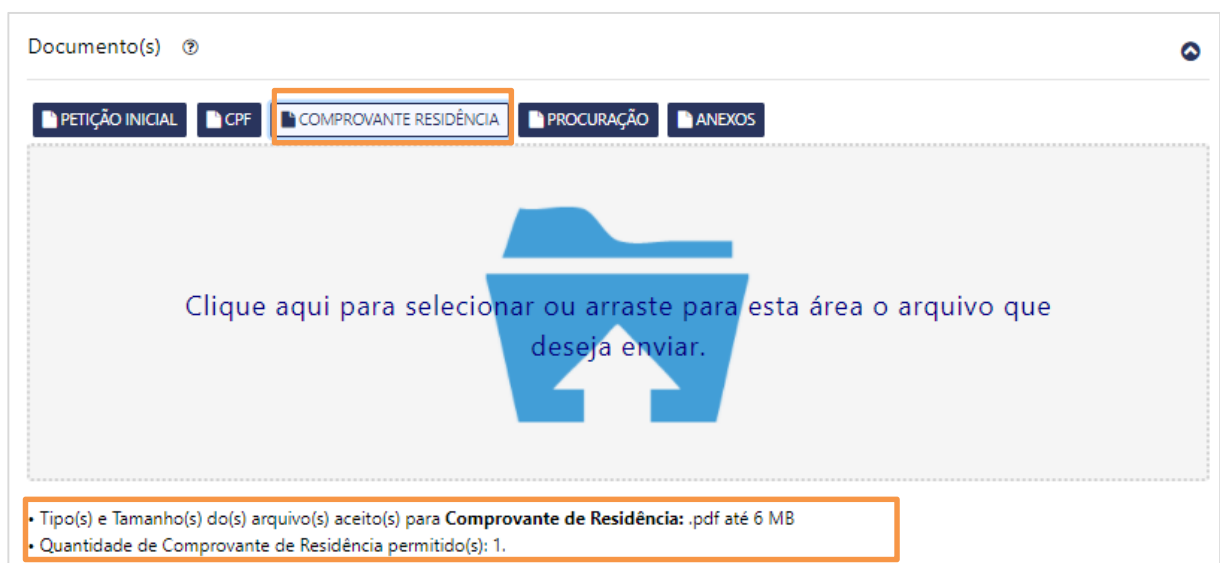 Documento(s) ?
PETIÇÃO INICIAL CPF COMPROVANTE RESIDÊNCIA PROCURAÇÃO ANEXOS
Clique aqui para selecionar ou arraste para esta área o arquivo que
deseja enviar.
• Tipo(s) e Tamanho(s) do(s) arquivo(s) aceito(s) para Comprovante de Residência: .pdf até 6 MB
• Quantidade de Comprovante de Residência permitido(s): 1.